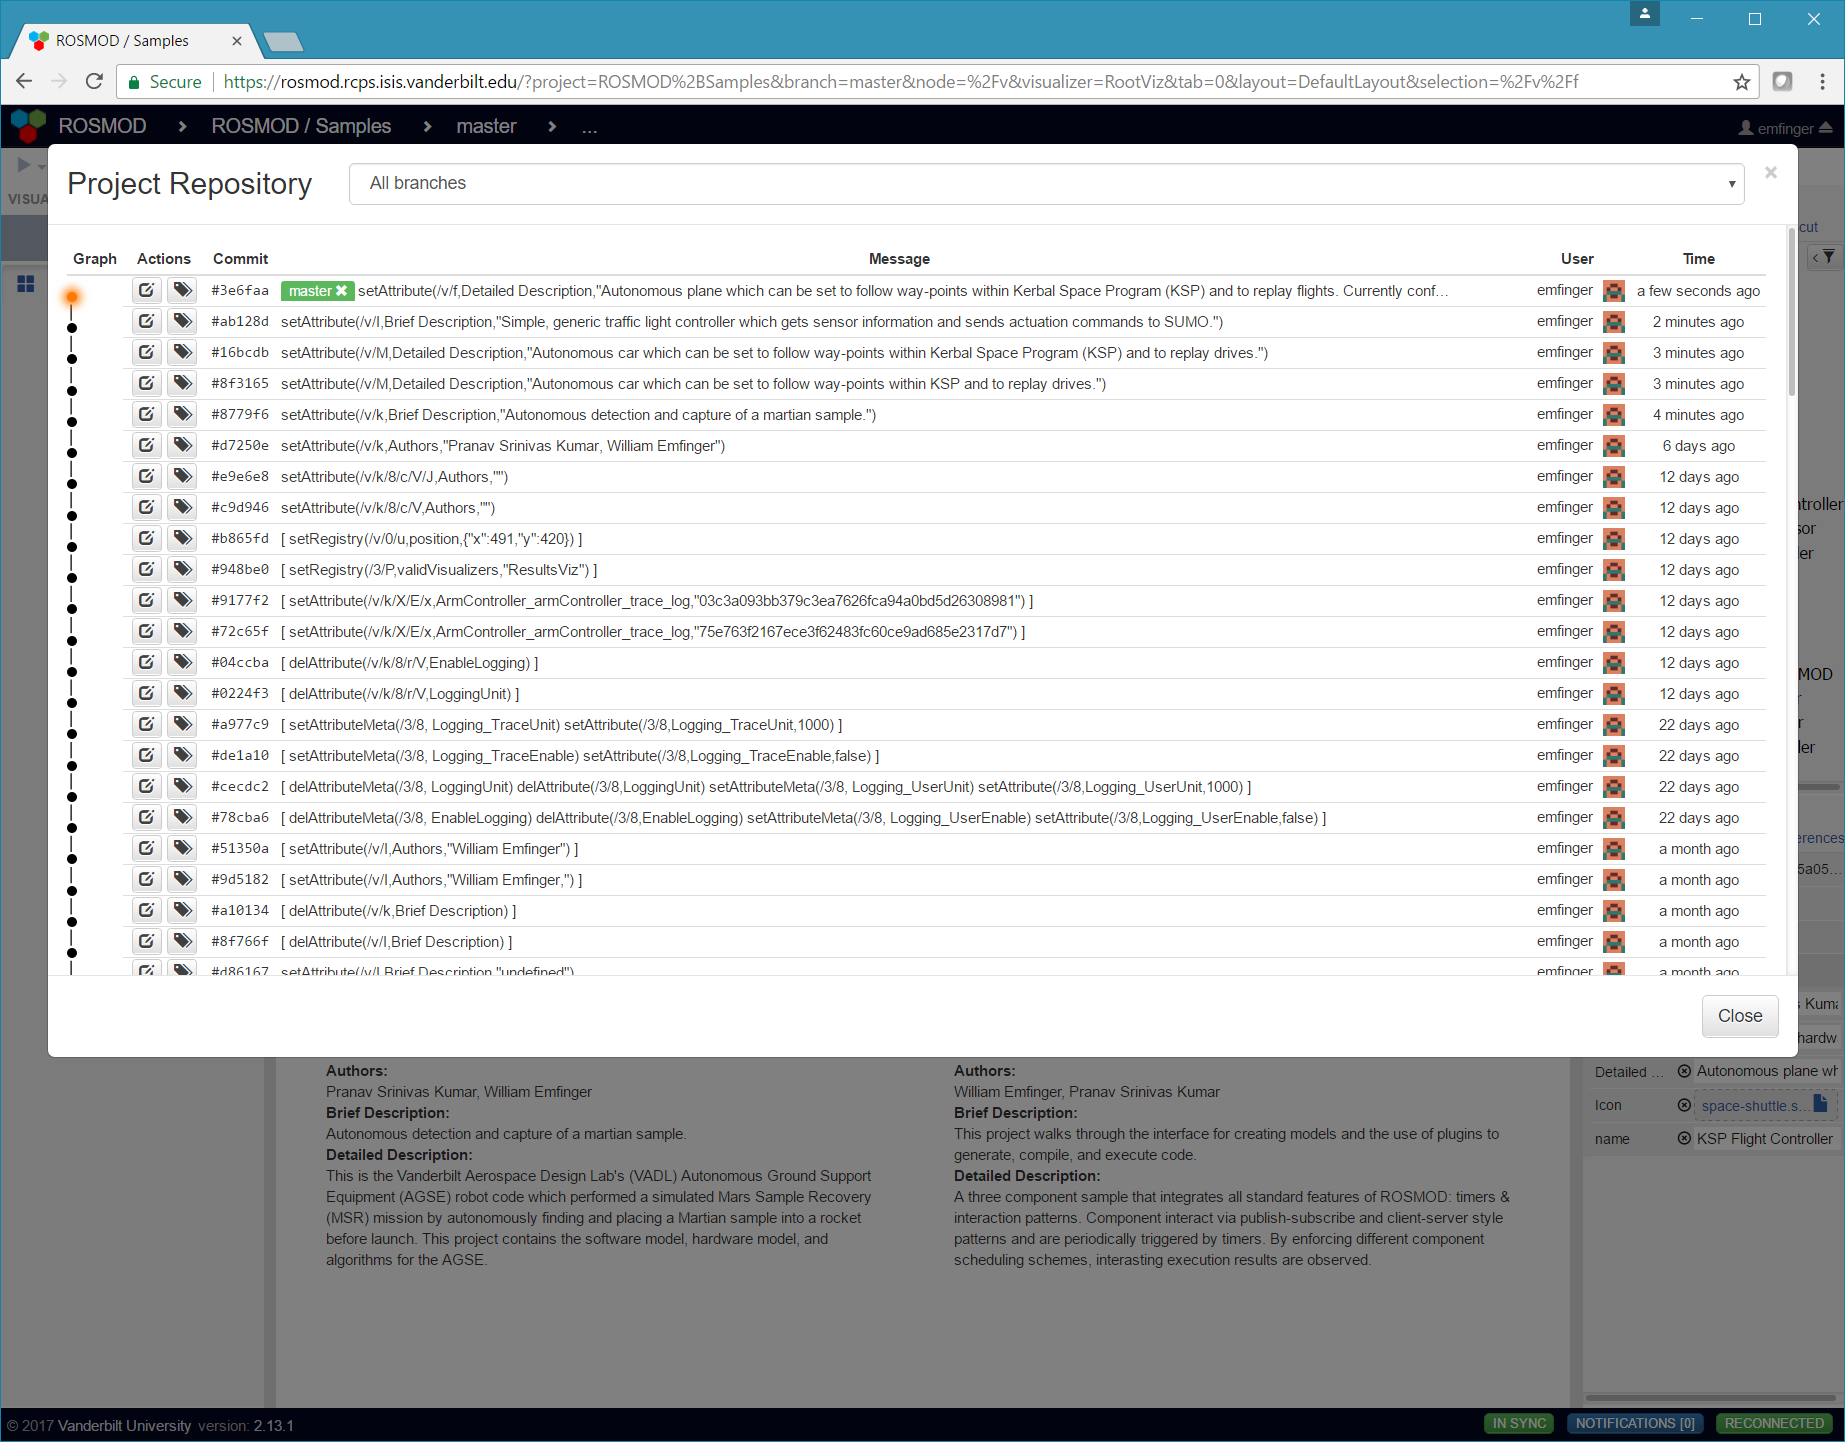 ROSMOD / Samples
Secure https://rosmod.rcps.isis.vanderbilt.edu/?project=ROSMOD%2BSamples&branch=master&node=%2Fv&visualizer=RootViz&tab=0&layout=DefaultLayout&selection=%2Fv%2Ff
ROSMOD ROSMOD / Samples master ... emfinger
VISUA
Project Repository All branches
cut
Graph Actions Commit Message User Time
#3e6faa master setAttribute(/v/f,Detailed Description,"Autonomous plane which can be set to follow way-points within Kerbal Space Program (KSP) and to replay flights. Currently conf... emfinger a few seconds ago
#ab128d setAttribute(/v/I,Brief Description,"Simple, generic traffic light controller which gets sensor information and sends actuation commands to SUMO.") emfinger 2 minutes ago
#16bcdb setAttribute(/v/M,Detailed Description,"Autonomous car which can be set to follow way-points within Kerbal Space Program (KSP) and to replay drives.") emfinger 3 minutes ago
#8f3165 setAttribute(/v/M,Detailed Description,"Autonomous car which can be set to follow way-points within KSP and to replay drives.") emfinger 3 minutes ago
#8779f6 setAttribute(/v/k,Brief Description,"Autonomous detection and capture of a martian sample.") emfinger 4 minutes ago
#d7250e setAttribute(/v/k,Authors,"Pranav Srinivas Kumar, William Emfinger") emfinger 6 days ago
#e9e6e8 setAttribute(/v/k/8/c/V/J,Authors,"") emfinger 12 days ago
#c9d946 setAttribute(/v/k/8/c/V,Authors,"") emfinger 12 days ago
ntroller
#b865fd [ setRegistry(/v/0/u,position,{"x":491,"y":420}) ] emfinger 12 days ago
sor
er
#948be0 [ setRegistry(/3/P,validVisualizers,"ResultsViz") ] emfinger 12 days ago
#9177f2 [ setAttribute(/v/k/X/E/x,ArmController_armController_trace_log,"03c3a093bb379c3ea7626fca94a0bd5d26308981") ] emfinger 12 days ago
#72c65f [ setAttribute(/v/k/X/E/x,ArmController_armController_trace_log,"75e763f2167ece3f62483fc60ce9ad685e2317d7") ] emfinger 12 days ago
#04ccba [ delAttribute(/v/k/8/r/V,EnableLogging) ] emfinger 12 days ago
MOD
#0224f3 [ delAttribute(/v/k/8/r/V,LoggingUnit) ] emfinger 12 days ago
r
#a977c9 [ setAttributeMeta(/3/8, Logging_TraceUnit) setAttribute(/3/8,Logging_TraceUnit,1000) ] emfinger 22 days ago
r
#de1a10 [ setAttributeMeta(/3/8, Logging_TraceEnable) setAttribute(/3/8,Logging_TraceEnable,false) ] emfinger 22 days ago
ler
#cecdc2 [ delAttributeMeta(/3/8, LoggingUnit) delAttribute(/3/8,LoggingUnit) setAttributeMeta(/3/8, Logging_UserUnit) setAttribute(/3/8,Logging_UserUnit,1000) ] emfinger 22 days ago
#78cba6 [ delAttributeMeta(/3/8, EnableLogging) delAttribute(/3/8,EnableLogging) setAttributeMeta(/3/8, Logging_UserEnable) setAttribute(/3/8,Logging_UserEnable,false) ] emfinger 22 days ago
erences
#51350a [ setAttribute(/v/I,Authors,"William Emfinger") ] emfinger a month ago
5a05...
#9d5182 [ setAttribute(/v/I,Authors,"William Emfinger,") ] emfinger a month ago
#a10134 [ delAttribute(/v/k,Brief Description) ] emfinger a month ago
#8f766f [ delAttribute(/v/I,Brief Description) ] emfinger a month ago
#d86167 setAttribute(/v/I,Brief Description,"undefined") emfinger a month ago
s Kuma
Close
hardw
Authors:
Pranav Srinivas Kumar, William Emfinger
Brief Description:
Autonomous detection and capture of a martian sample.
Detailed Description:
This is the Vanderbilt Aerospace Design Lab's (VADL) Autonomous Ground Support
Equipment (AGSE) robot code which performed a simulated Mars Sample Recovery
(MSR) mission by autonomously finding and placing a Martian sample into a rocket
before launch. This project contains the software model, hardware model, and
algorithms for the AGSE.
Authors:
William Emfinger, Pranav Srinivas Kumar
Brief Description:
This project walks through the interface for creating models and the use of plugins to
generate, compile, and execute code.
Detailed Description:
A three component sample that integrates all standard features of ROSMOD: timers &
interaction patterns. Component interact via publish-subscribe and client-server style
patterns and are periodically triggered by timers. By enforcing different component
scheduling schemes, interasting execution results are observed.
Detailed ... Autonomous plane wh
Icon space-shuttle.s...
name KSP Flight Controller
© 2017 Vanderbilt University version: 2.13.1 IN SYNC NOTIFICATIONS [0] RECONNECTED